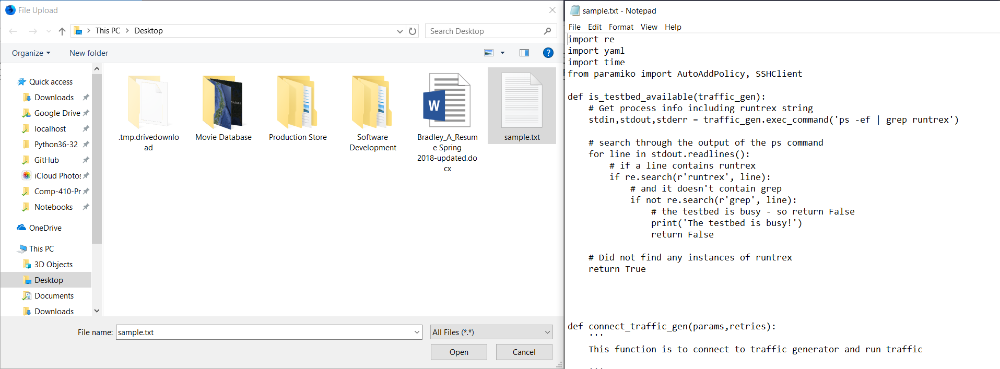 File Upload
This PC > Desktop
Search Desktop
Organize
New folder
?
Quick access
Downloads
Google Drive
localhost
Python36-32
GitHub
iCloud Photos
Comp-410-Pr
Notebooks
OneDrive
This PC
3D Objects
Desktop
Documents
Downloads
.tmp.drivedownlo
ad
Movie Database
Production Store
Software
Development
W
Bradley_A_Resum
e Spring
2018-updated.do
cx
sample.txt
File name: sample.txt
All Files (*.*)
Open
Cancel
sample.txt - Notepad
File Edit Format View Help
import re
import yaml
import time
from paramiko import AutoAddPolicy, SSHClient
def is_testbed_available(traffic_gen):
    # Get process info including runtrex string
    stdin,stdout,stderr = traffic_gen.exec_command('ps -ef | grep runtrex')
    # search through the output of the ps command
    for line in stdout.readlines():
        # if a line contains runtrex
        if re.search(r'runtrex', line):
            # and it doesn't contain grep
            if not re.search(r'grep', line):
                # the testbed is busy - so return False
                print('The testbed is busy!')
                return False
    # Did not find any instances of runtrex
    return True
def connect_traffic_gen(params,retries):
    '''
    This function is to connect to traffic generator and run traffic
    '''